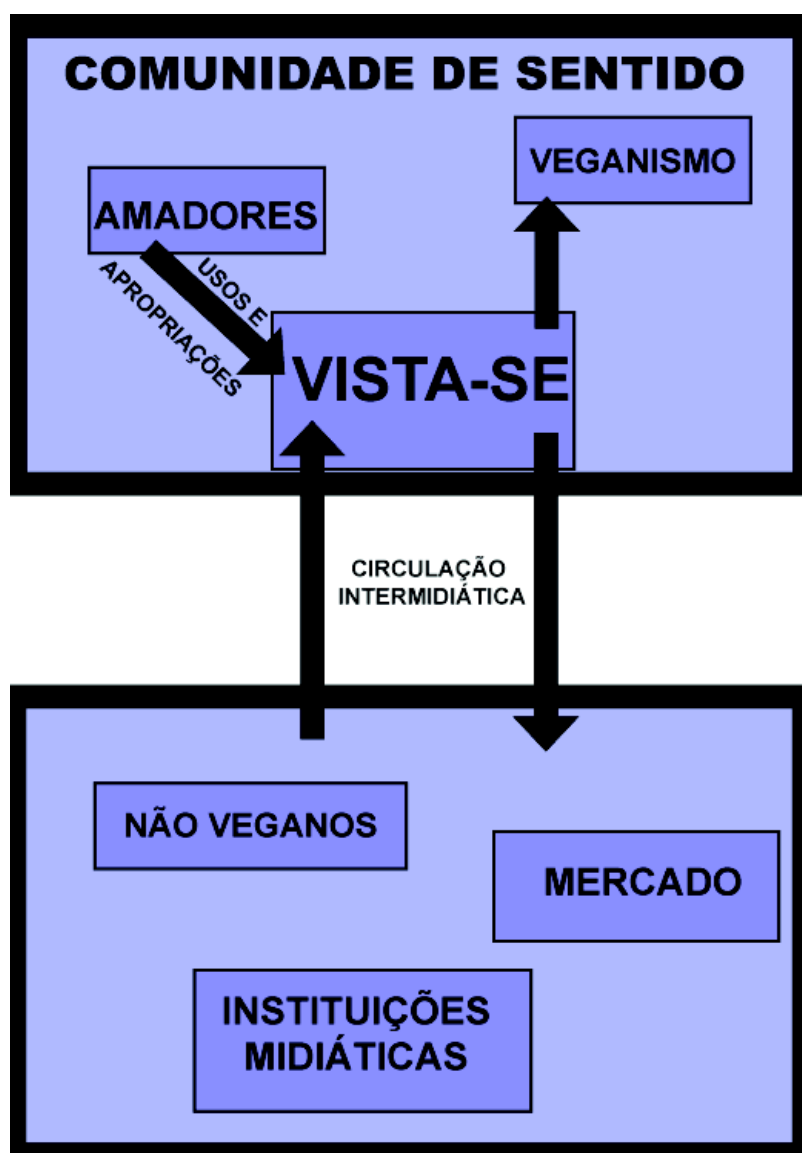 COMUNIDADE DE SENTIDO
VEGANISMO
AMADORES
USOS E
APROPRIAÇÕES
VISTA-SE
CIRCULAÇÃO
INTERMIDIÁTICA
NÃO VEGANOS
MERCADO
INSTITUIÇÕES
MIDIÁTICAS